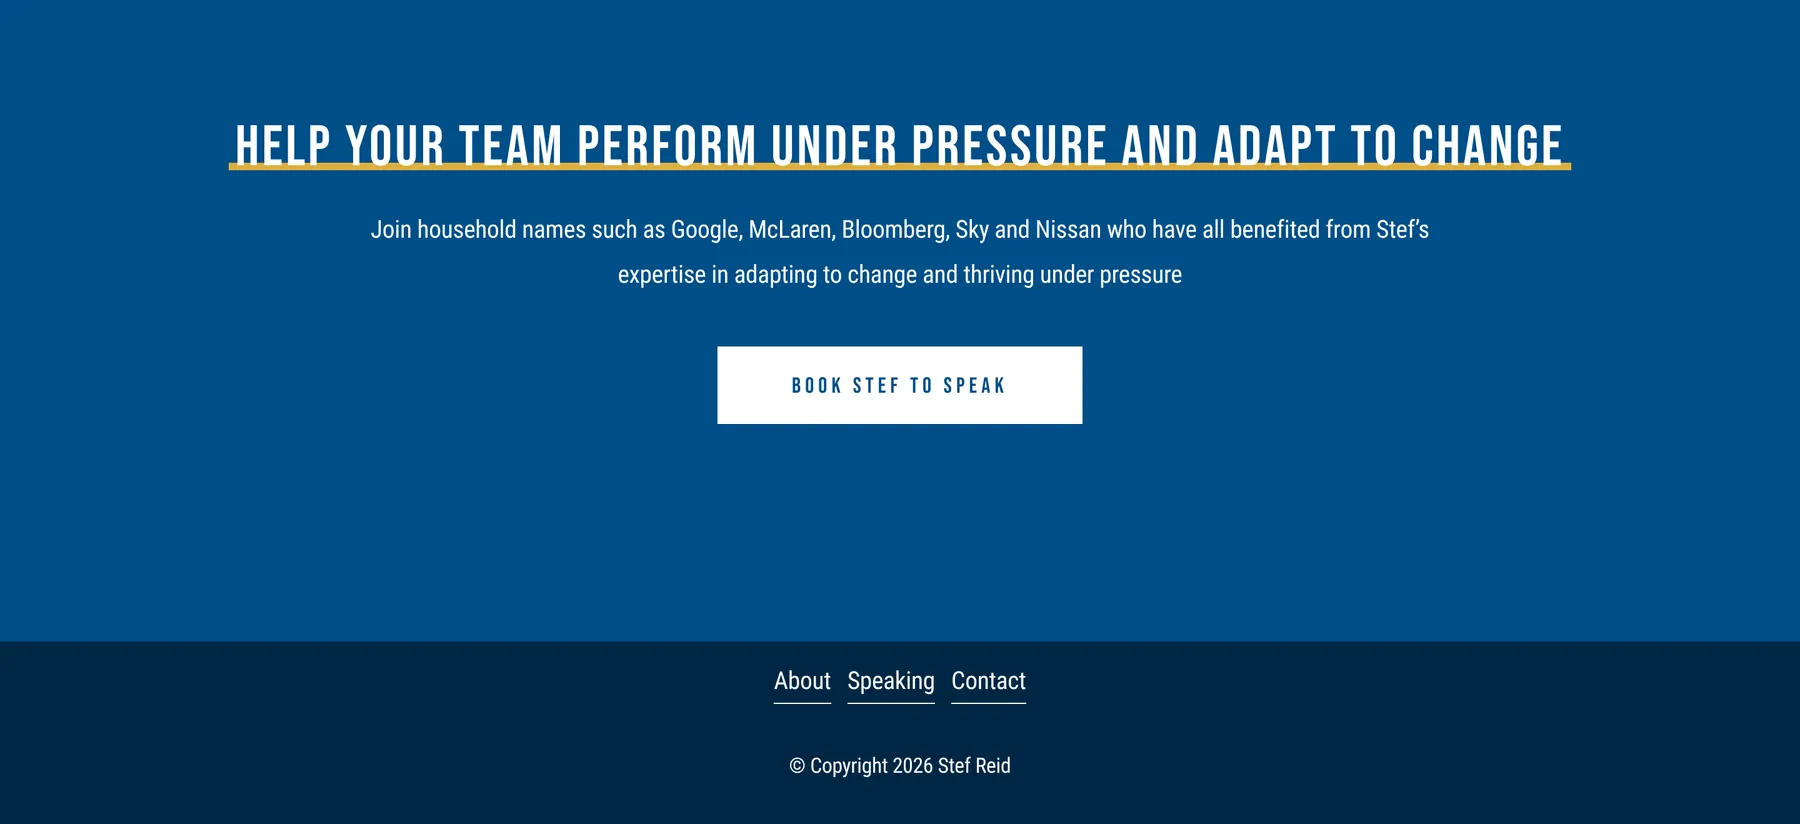 HELP YOUR TEAM PERFORM UNDER PRESSURE AND ADAPT TO CHANGE
Join household names such as Google, McLaren, Bloomberg, Sky and Nissan who have all benefited from Stef’s
expertise in adapting to change and thriving under pressure
BOOK STEF TO SPEAK
About Speaking Contact
© Copyright 2026 Stef Reid